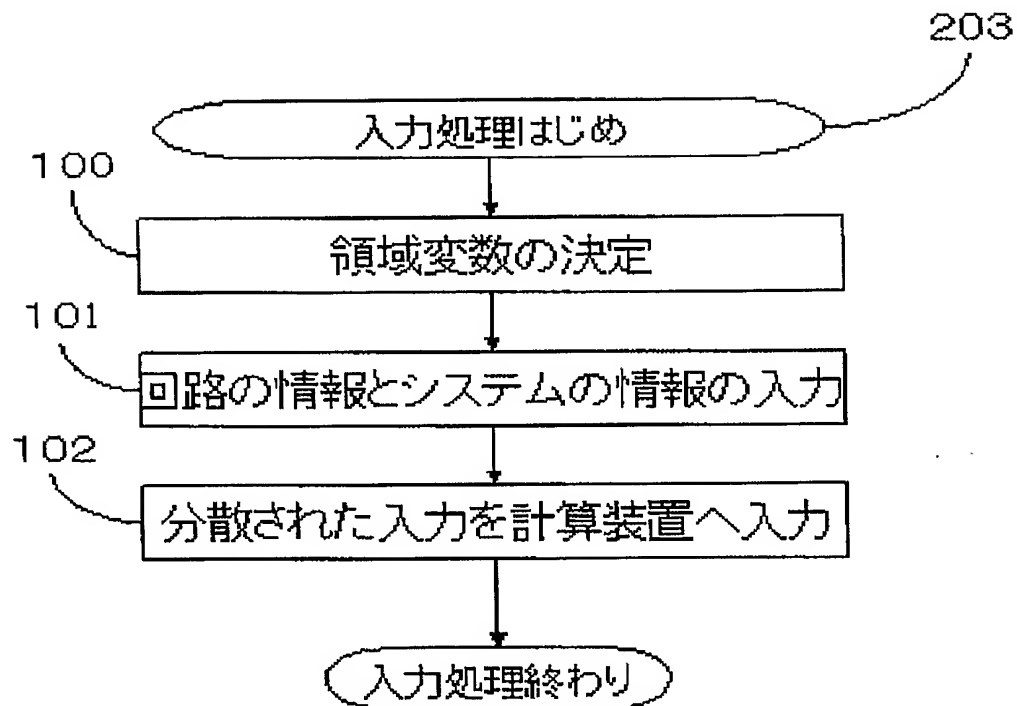 203
入力処理はじめ
100
領域変数の決定
101
回路の情報とシステムの情報の入力
102
分散された入力を計算装置へ入力
入力処理終わり